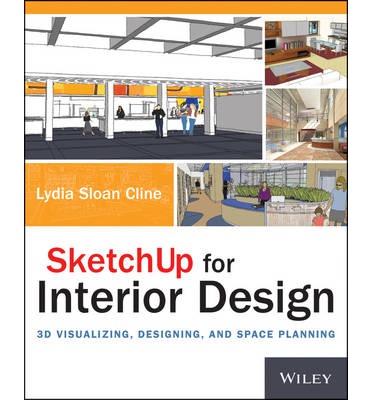 Lydia Sloan Cline
SketchUp for
Interior Design
3D VISUALIZING, DESIGNING, AND SPACE PLANNING
WILEY